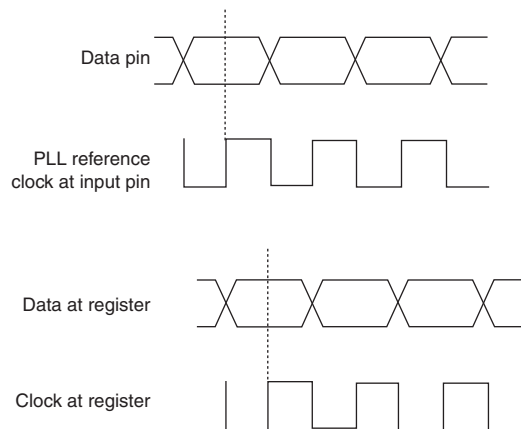 Data pin
PLL reference
clock at input pin
Data at register
Clock at register